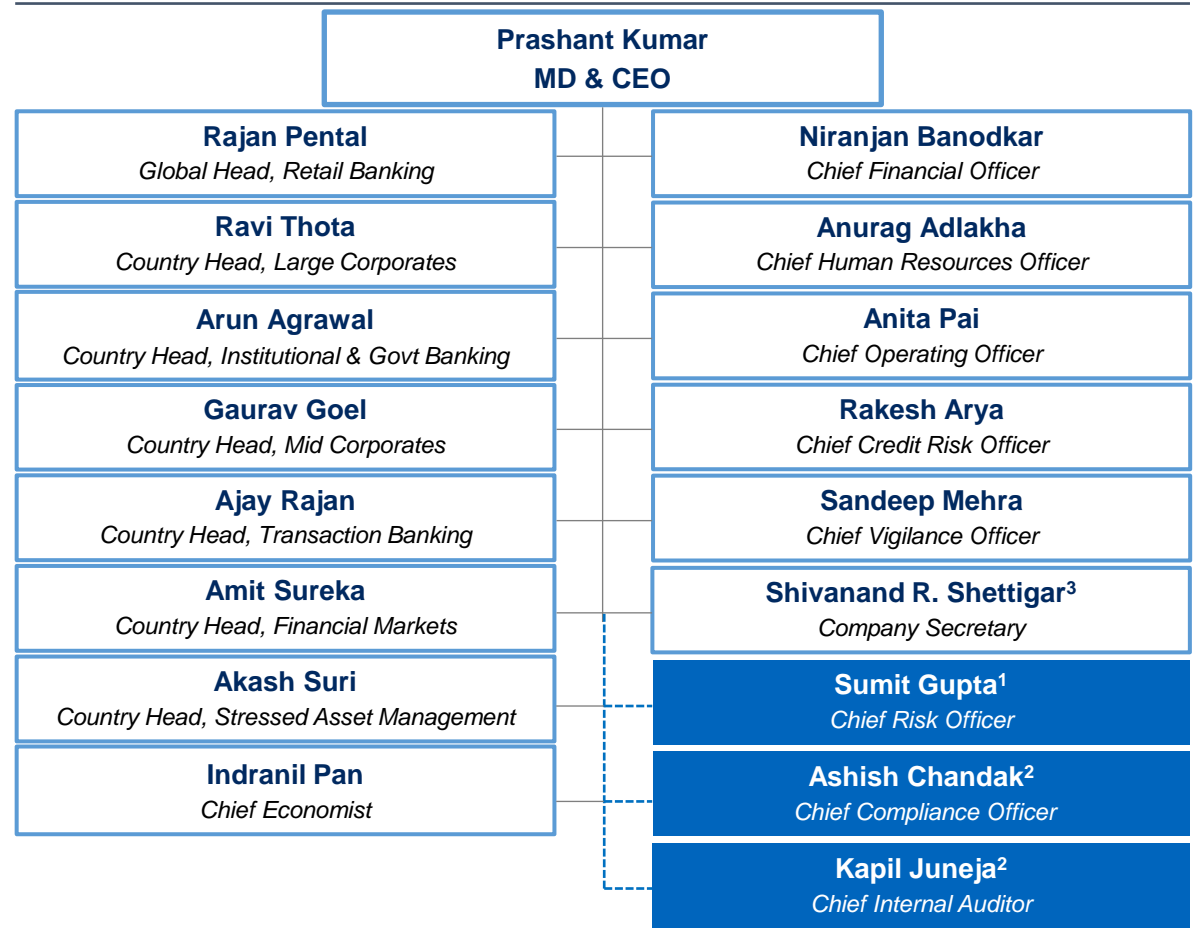 Prashant Kumar
MD & CEO
Rajan Pental
Global Head, Retail Banking
Ravi Thota
Country Head, Large Corporates
Arun Agrawal
Country Head, Institutional & Govt Banking
Gaurav Goel
Country Head, Mid Corporates
Ajay Rajan
Country Head, Transaction Banking
Amit Sureka
Country Head, Financial Markets
Akash Suri
Country Head, Stressed Asset Management
Indranil Pan
Chief Economist
Niranjan Banodkar
Chief Financial Officer
Anurag Adlakha
Chief Human Resources Officer
Anita Pai
Chief Operating Officer
Rakesh Arya
Chief Credit Risk Officer
Sandeep Mehra
Chief Vigilance Officer
Shivanand R. Shettigar³
Company Secretary
Sumit Gupta¹
Chief Risk Officer
Ashish Chandak²
Chief Compliance Officer
Kapil Juneja²
Chief Internal Auditor